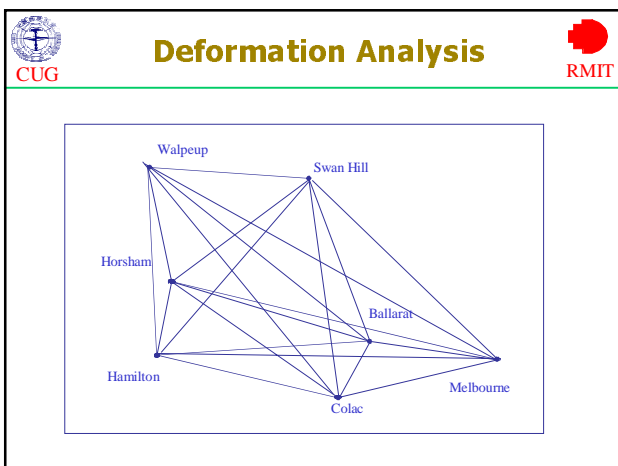 Deformation Analysis
CUG
RMIT
Walpeup
Swan Hill
Horsham
Ballarat
Hamilton
Melbourne
Colac